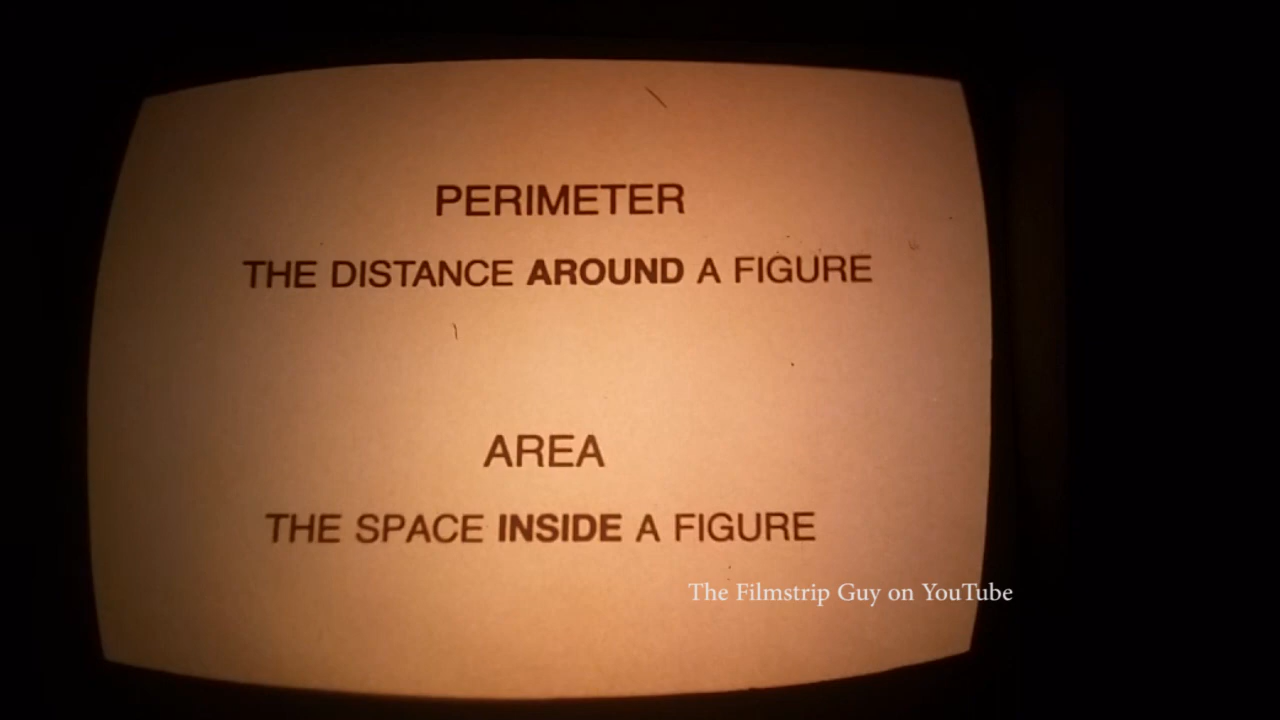 PERIMETER
THE DISTANCE AROUND A FIGURE
AREA
THE SPACE INSIDE A FIGURE
The Filmstrip Guy on YouTube